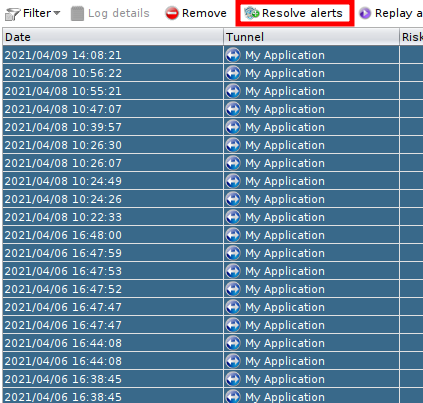 Filter Log details Remove Resolve alerts Replay a
Date Tunnel Risk
2021/04/09 14:08:21 My Application
2021/04/08 10:56:22 My Application
2021/04/08 10:55:21 My Application
2021/04/08 10:47:07 My Application
2021/04/08 10:39:57 My Application
2021/04/08 10:26:30 My Application
2021/04/08 10:26:07 My Application
2021/04/08 10:24:49 My Application
2021/04/08 10:24:26 My Application
2021/04/08 10:22:33 My Application
2021/04/06 16:48:00 My Application
2021/04/06 16:47:59 My Application
2021/04/06 16:47:53 My Application
2021/04/06 16:47:52 My Application
2021/04/06 16:47:47 My Application
2021/04/06 16:47:47 My Application
2021/04/06 16:44:08 My Application
2021/04/06 16:44:08 My Application
2021/04/06 16:38:45 My Application
2021/04/06 16:38:45 My Application